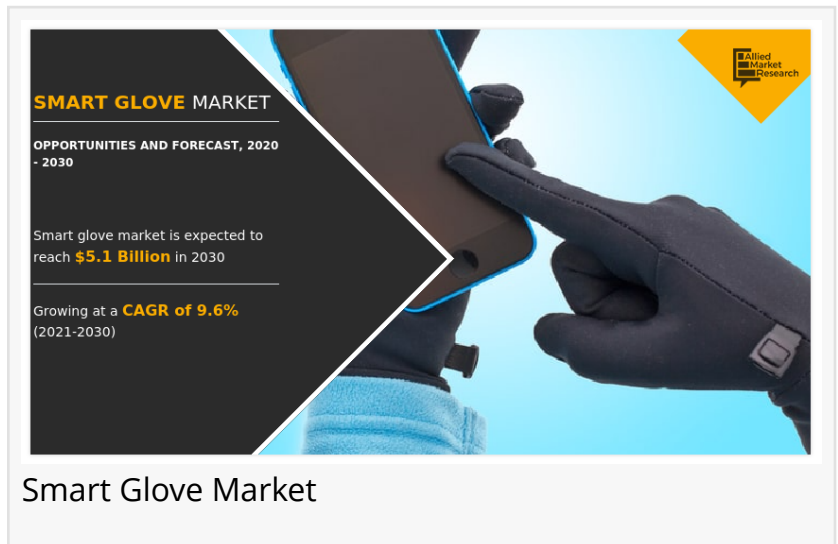 Allied
Market
Research
SMART GLOVE MARKET
OPPORTUNITIES AND FORECAST, 2020
- 2030
Smart glove market is expected to
reach $5.1 Billion in 2030
Growing at a CAGR of 9.6%
(2021-2030)
Smart Glove Market